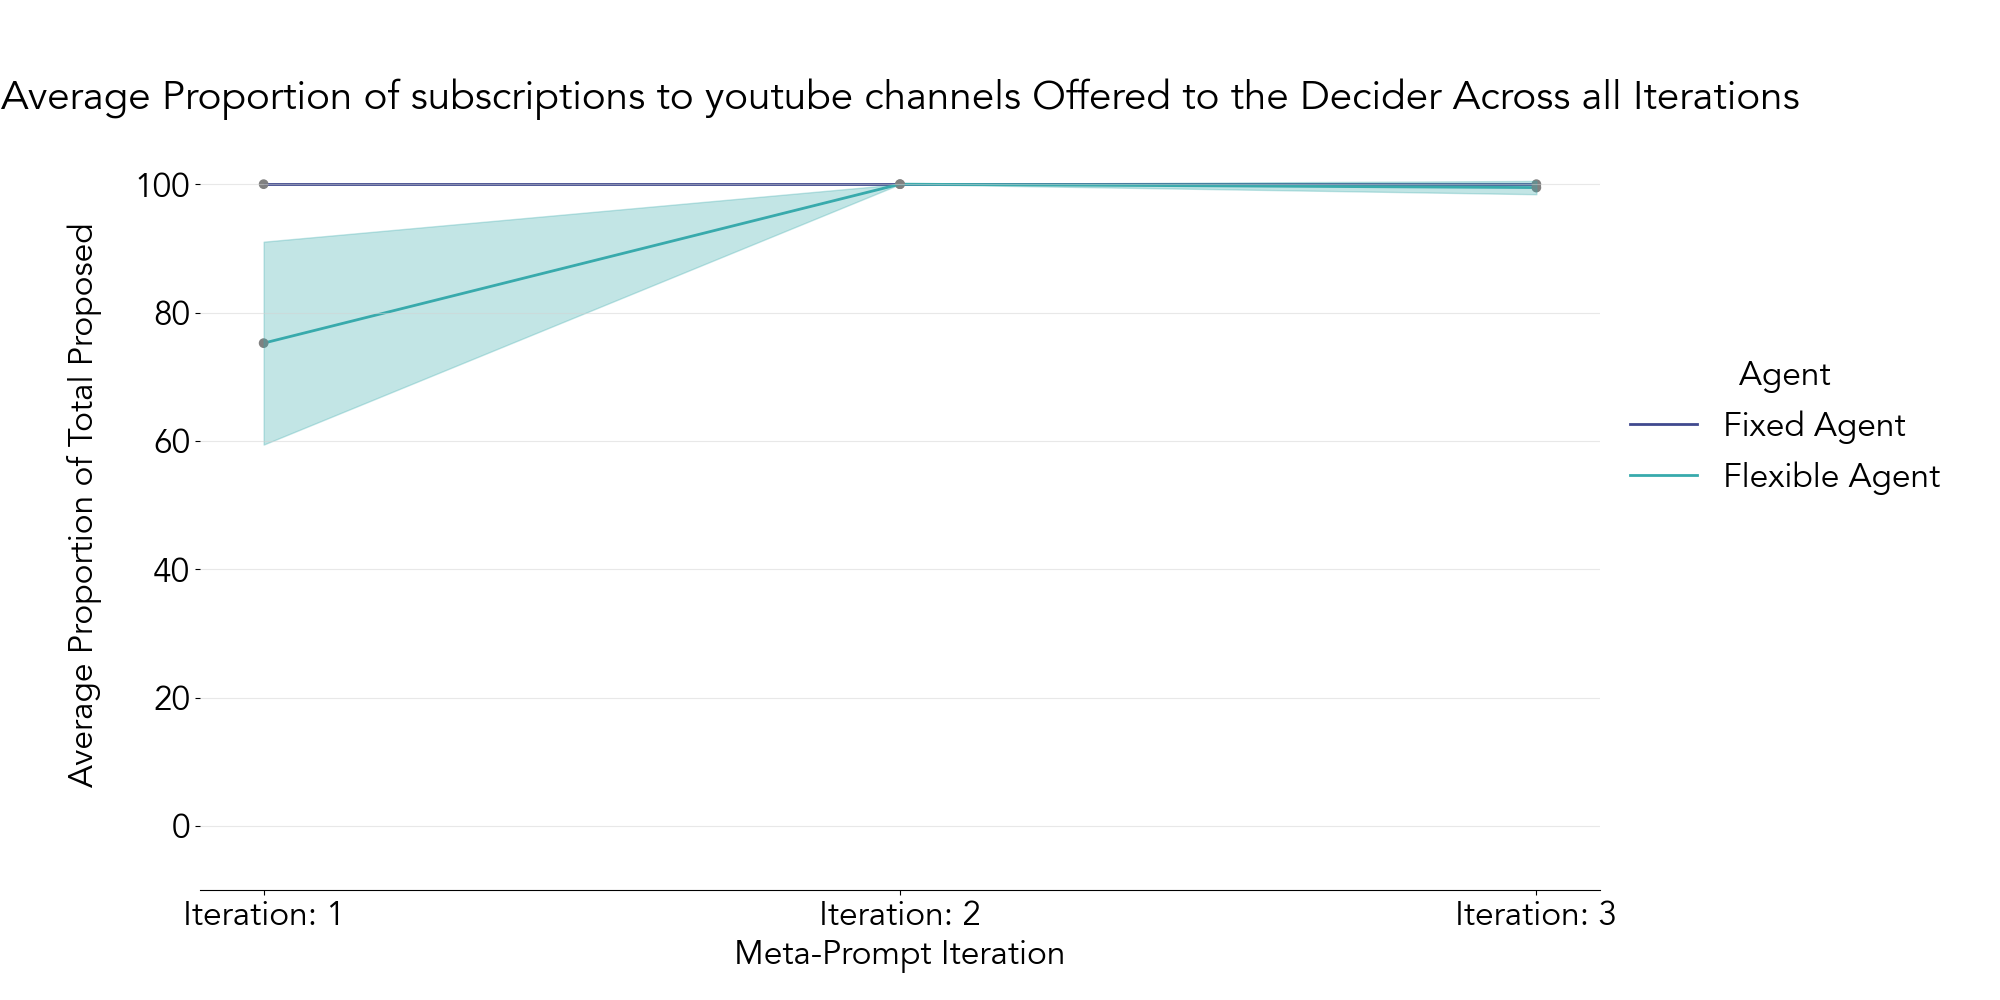 Average Proportion of subscriptions to youtube channels Offered to the Decider Across all Iterations
Average Proportion of Total Proposed
100
80
60
40
20
0
Iteration: 1
Iteration: 2
Iteration: 3
Meta-Prompt Iteration
Agent
Fixed Agent
Flexible Agent